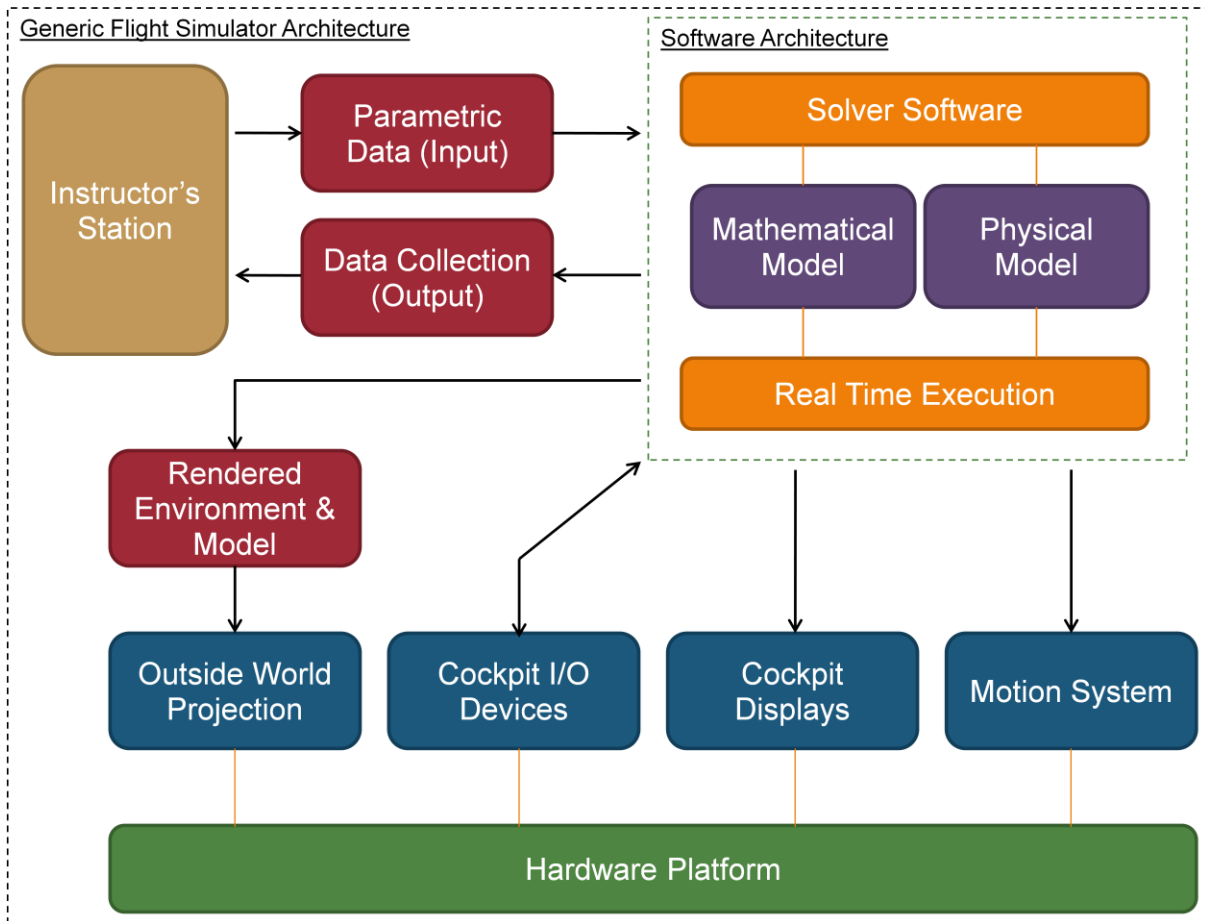 Generic Flight Simulator Architecture
Software Architecture
Instructor's
Station
Parametric
Data (Input)
Data Collection
(Output)
Solver Software
Mathematical
Model
Physical
Model
Real Time Execution
Rendered
Environment &
Model
Outside World
Projection
Cockpit I/O
Devices
Cockpit
Displays
Motion System
Hardware Platform